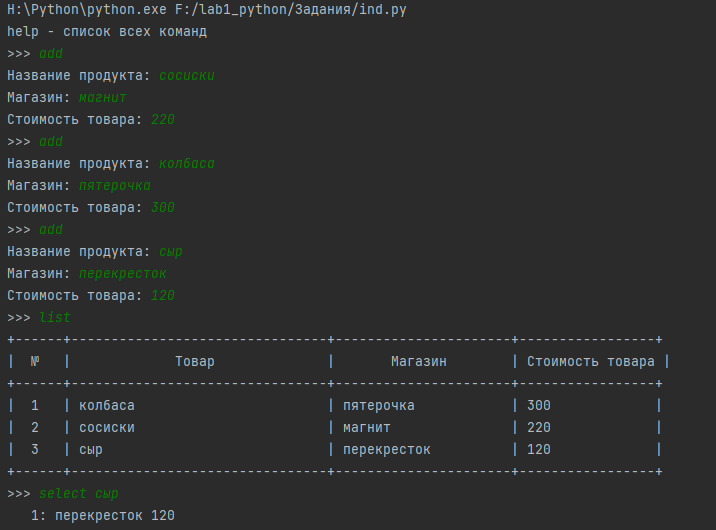 H:\Python\python.exe F:/lab1_python/Задания/ind.py
help - список всех команд
>>> add
Название продукта: сосиски
Магазин: магнит
Стоимость товара: 220
>>> add
Название продукта: колбаса
Магазин: пятерочка
Стоимость товара: 300
>>> add
Название продукта: сыр
Магазин: перекресток
Стоимость товара: 120
>>> list
+------+--------------------------------+----------------------+-----------------+
|  №   |             Товар              |       Магазин        | Стоимость товара |
+------+--------------------------------+----------------------+-----------------+
|  1   | колбаса                        | пятерочка            | 300             |
|  2   | сосиски                        | магнит               | 220             |
|  3   | сыр                            | перекресток          | 120             |
+------+--------------------------------+----------------------+-----------------+
>>> select сыр
   1: перекресток 120